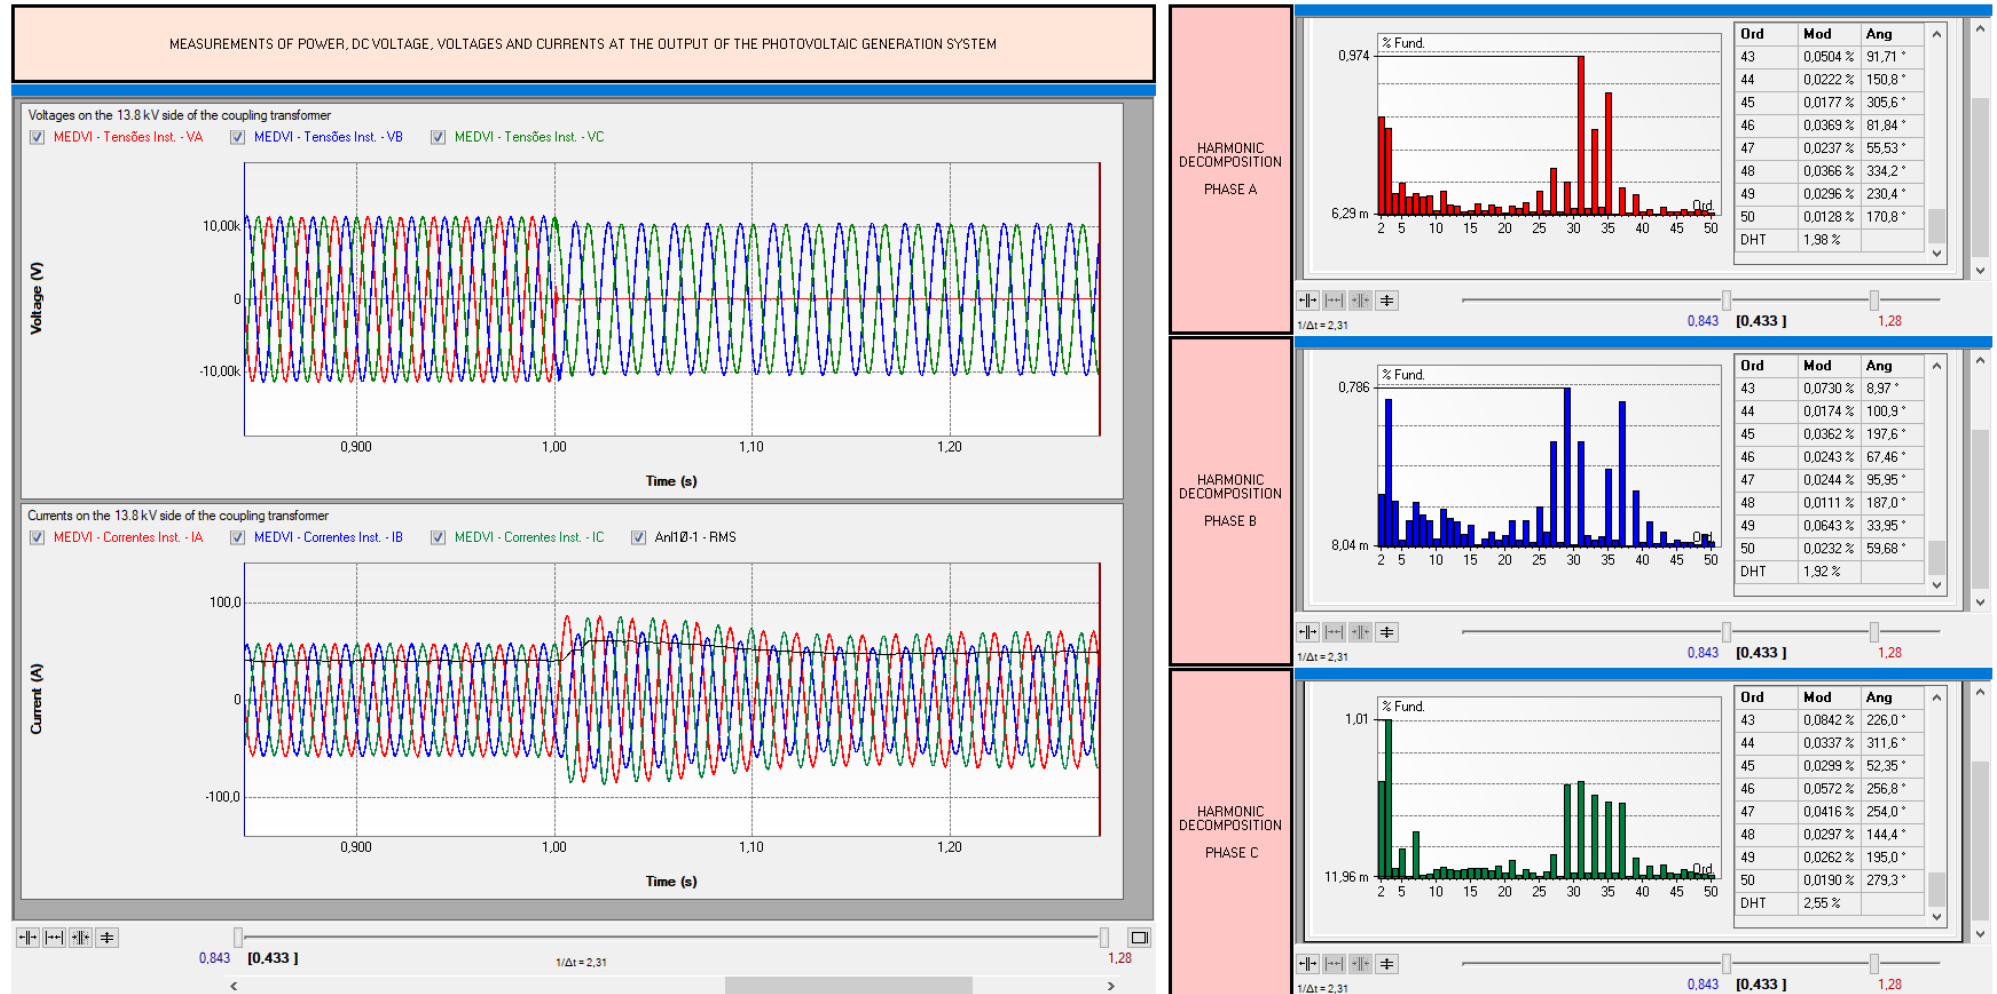 MEASUREMENTS OF POWER, DC VOLTAGE, VOLTAGES AND CURRENTS AT THE OUTPUT OF THE PHOTOVOLTAIC GENERATION SYSTEM
Voltages on the 13.8 kV side of the coupling transformer
MEDVI - Tensões Inst. - VA MEDVI - Tensões Inst. - VB MEDVI - Tensões Inst. - VC
10,00k
0
-10,00k
Voltage (V)
0,900 1,00 1,10 1,20
Time (s)
Currents on the 13.8 kV side of the coupling transformer
MEDVI - Correntes Inst. - IA MEDVI - Correntes Inst. - IB MEDVI - Correntes Inst. - IC Anl1Ø-1 - RMS
100,0
0
-100,0
Current (A)
0,900 1,00 1,10 1,20
Time (s)
0,843 [0,433 ] 1/Δt = 2,31 1,28
HARMONIC
DECOMPOSITION
PHASE A
% Fund.
0,974
6,29 m
Ord.
2 5 10 15 20 25 30 35 40 45 50
Ord Mod Ang
43 0,0504 % 91,71 °
44 0,0222 % 150,8 °
45 0,0177 % 305,6 °
46 0,0369 % 81,84 °
47 0,0237 % 55,53 °
48 0,0366 % 334,2 °
49 0,0296 % 230,4 °
50 0,0128 % 170,8 °
DHT 1,98 %
1/Δt = 2,31 0,843 [0,433 ] 1,28
HARMONIC
DECOMPOSITION
PHASE B
% Fund.
0,786
8,04 m
Ord.
2 5 10 15 20 25 30 35 40 45 50
Ord Mod Ang
43 0,0730 % 8,97 °
44 0,0174 % 100,9 °
45 0,0362 % 197,6 °
46 0,0243 % 67,46 °
47 0,0244 % 95,95 °
48 0,0111 % 187,0 °
49 0,0643 % 33,95 °
50 0,0232 % 59,68 °
DHT 1,92 %
1/Δt = 2,31 0,843 [0,433 ] 1,28
HARMONIC
DECOMPOSITION
PHASE C
% Fund.
1,01
11,96 m
Ord.
2 5 10 15 20 25 30 35 40 45 50
Ord Mod Ang
43 0,0842 % 226,0 °
44 0,0337 % 311,6 °
45 0,0299 % 52,35 °
46 0,0572 % 256,8 °
47 0,0416 % 254,0 °
48 0,0297 % 144,4 °
49 0,0262 % 195,0 °
50 0,0190 % 279,3 °
DHT 2,55 %
1/Δt = 2,31 0,843 [0,433 ] 1,28